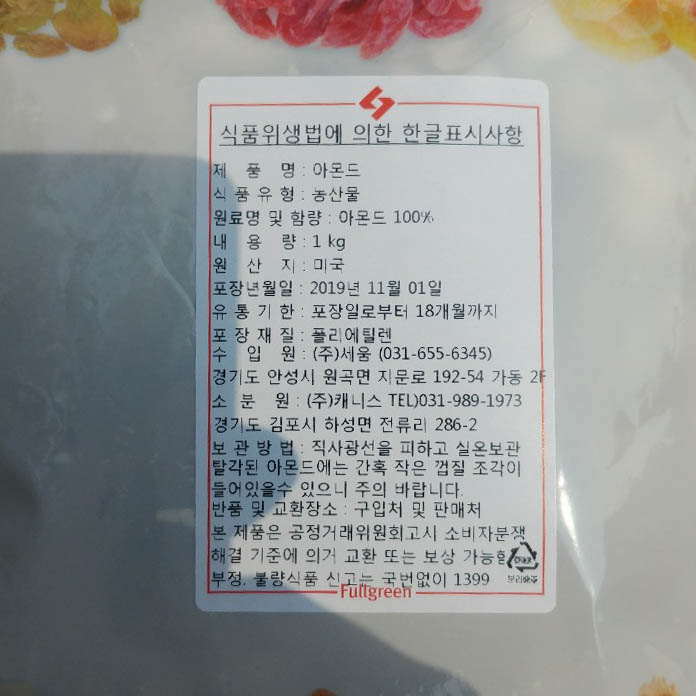 식품위생법에 의한 한글표시사항
제 품 명 : 아몬드
식 품 유 형 : 농산물
원료명 및 함량 : 아몬드 100%
내 용 량 : 1 kg
원 산 지 : 미국
포장년월일 : 2019년 11월 01일
유 통 기 한 : 포장일로부터 18개월까지
포 장 재 질 : 폴리에틸렌
수 입 원 : (주)세움 (031-655-6345)
경기도 안성시 원곡면 지문로 192-54 가동 2F
소 분 원 : (주)캐니스 TEL)031-989-1973
경기도 김포시 하성면 전류리 286-2
보 관 방 법 : 직사광선을 피하고 실온보관
탈각된 아몬드에는 간혹 작은 껍질 조각이
들어있을수 있으니 주의 바랍니다.
반품 및 교환장소 : 구입처 및 판매처
본 제품은 공정거래위원회고시 소비자분쟁
해결 기준에 의거 교환 또는 보상 가능함
부정, 불량식품 신고는 국번없이 1399
분리배출
Fullgreen